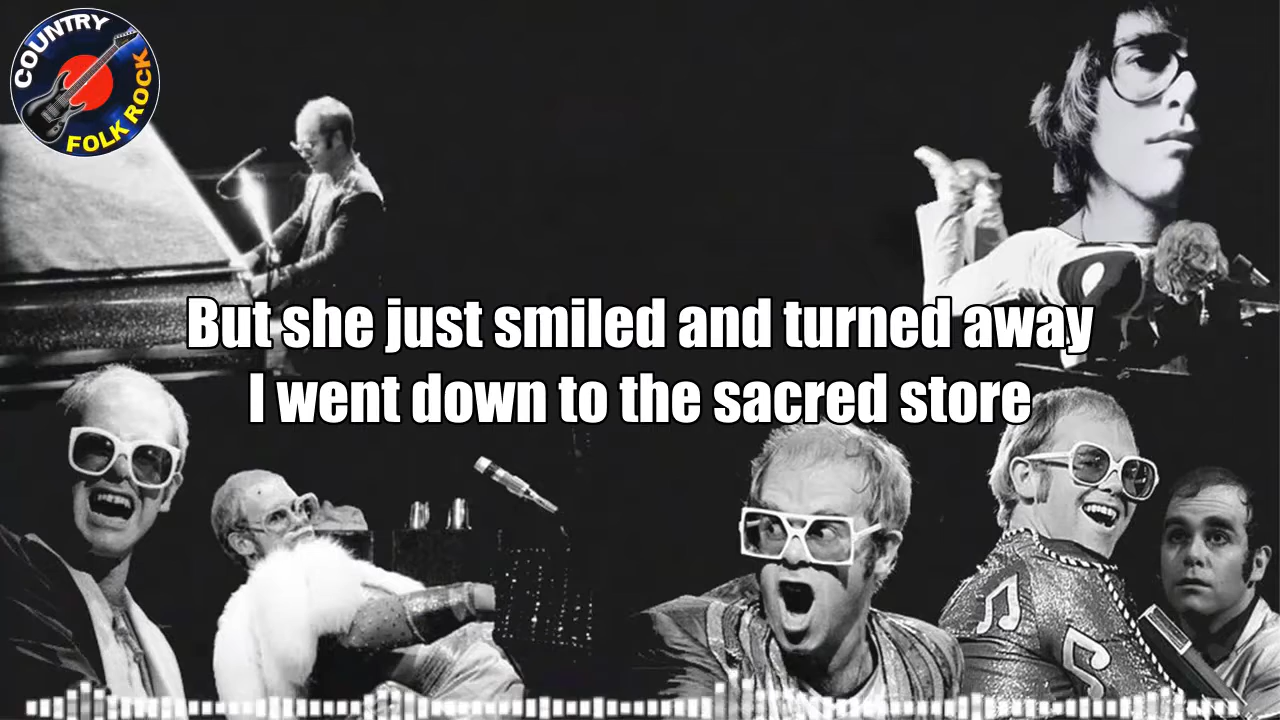 COUNTRY
FOLK ROCK
But she just smiled and turned away
I went down to the sacred store